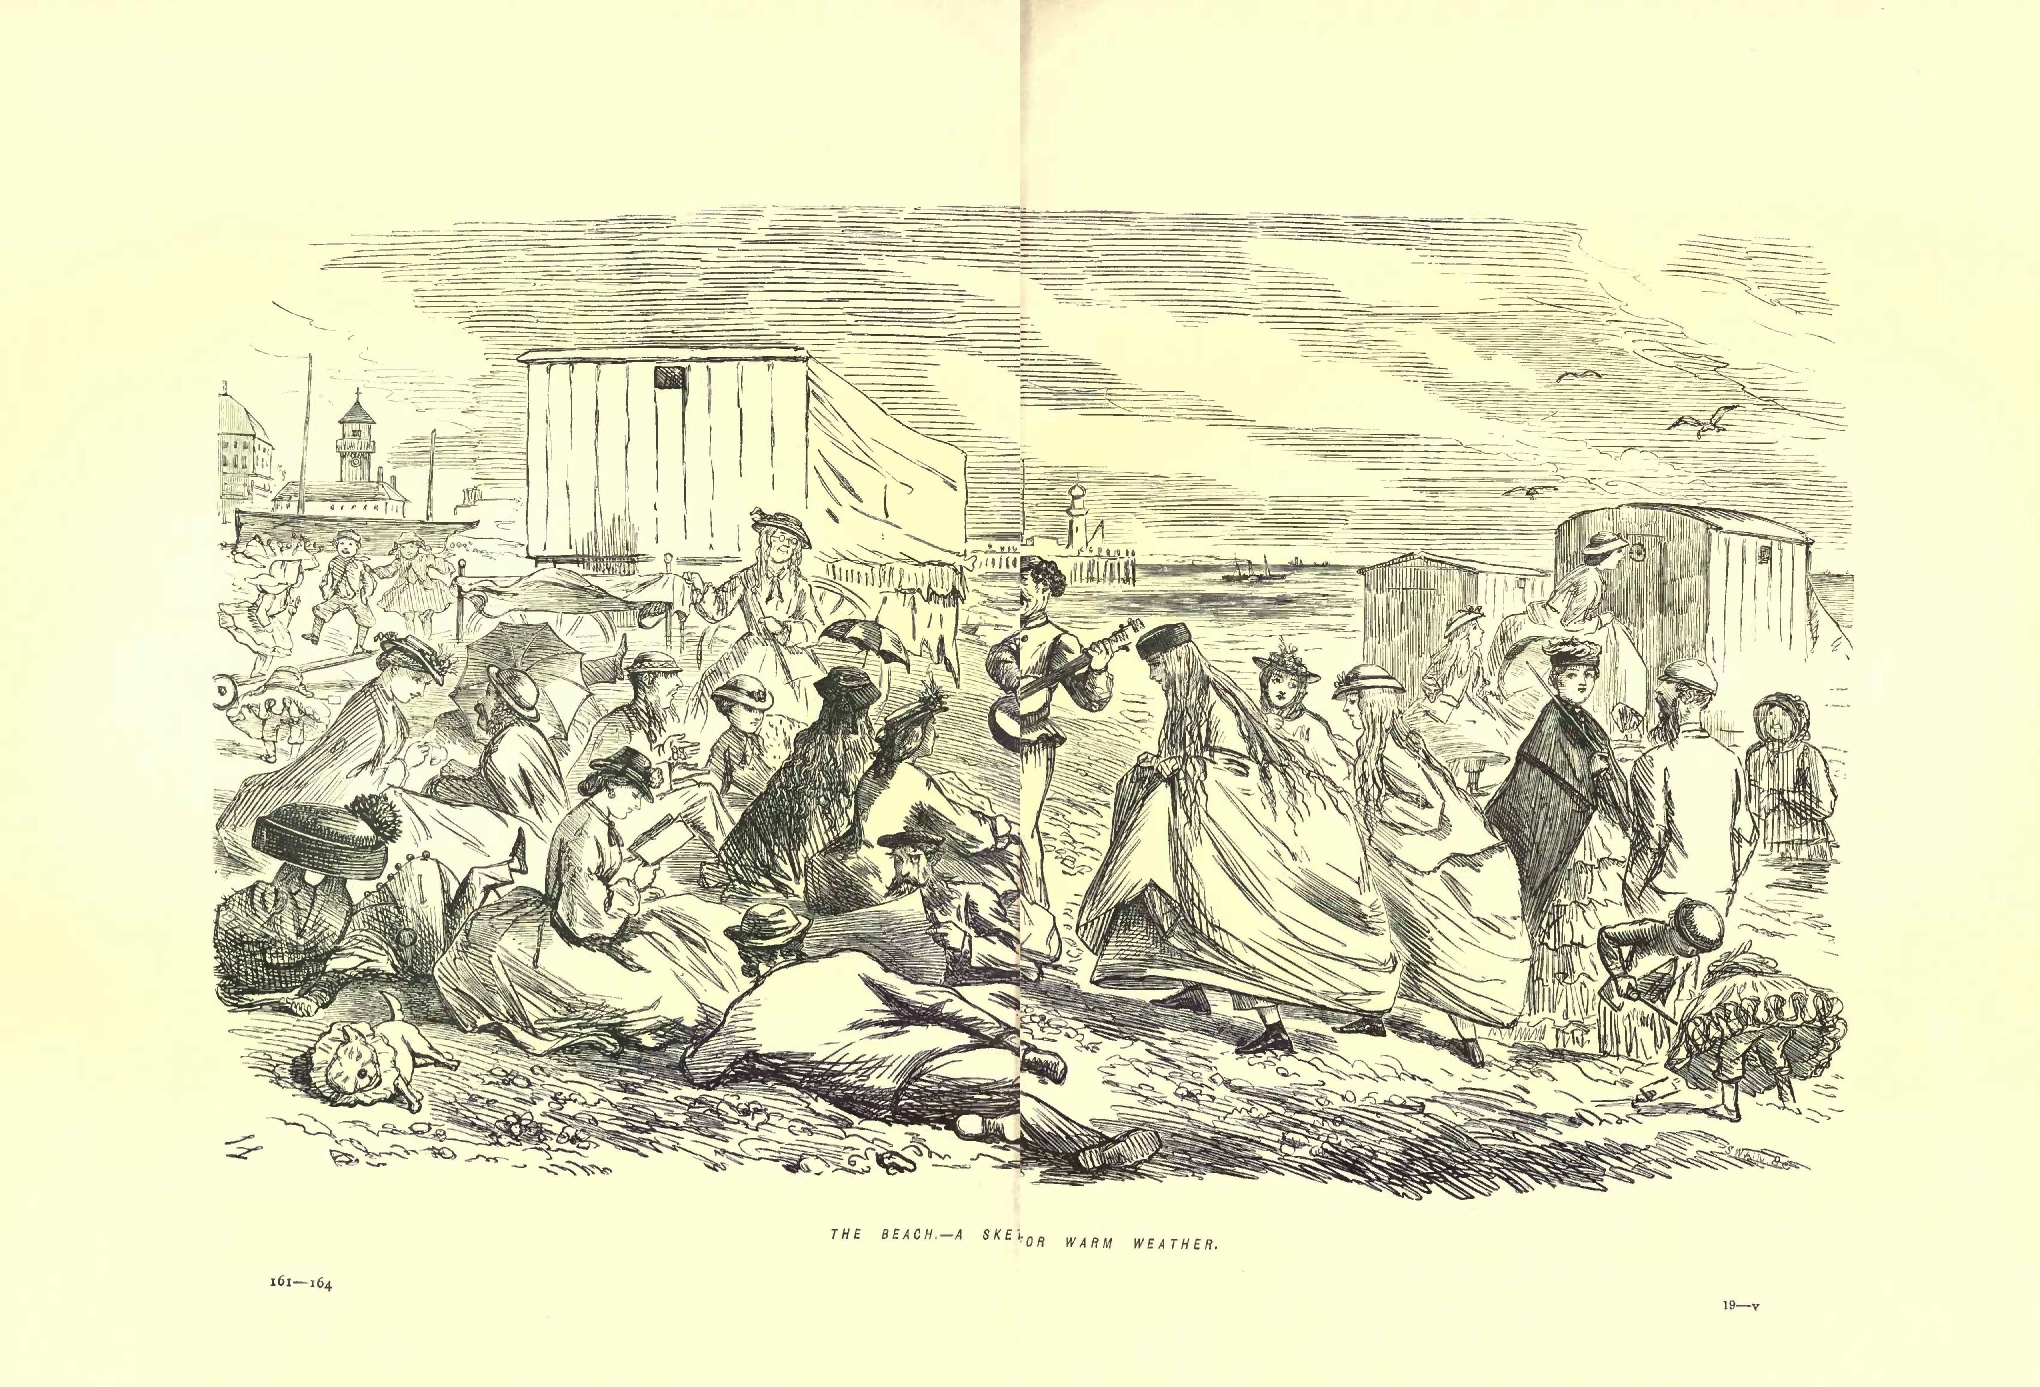 THE BEACH.—A SKE OR WARM WEATHER.
161—164
19—v